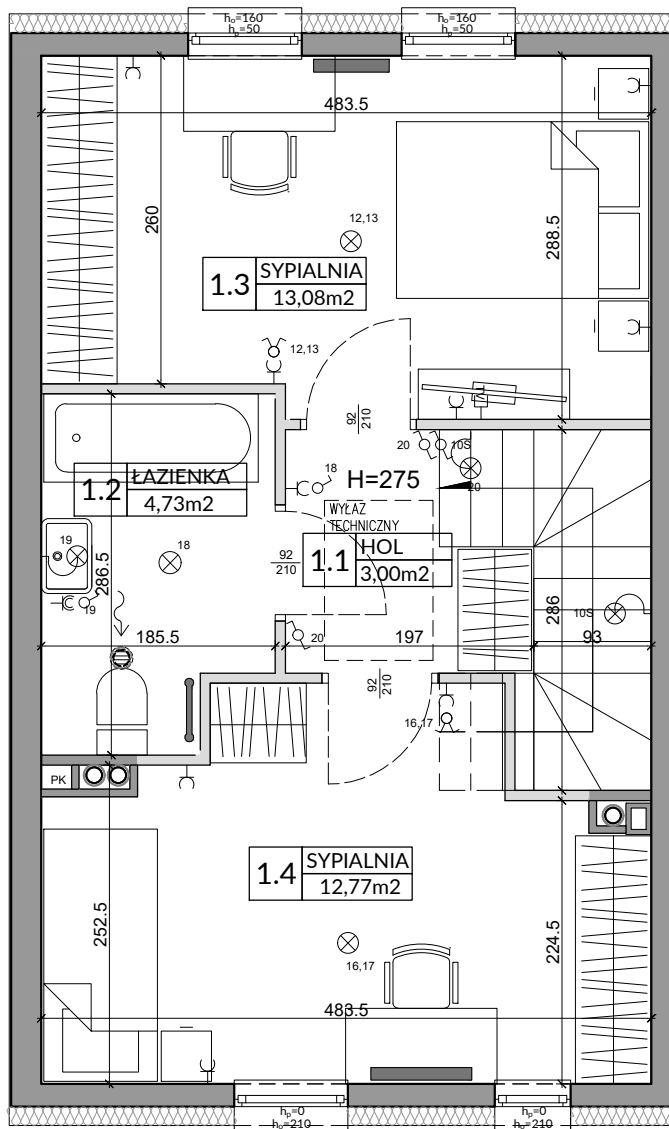 hₒ=160
hₚ=50
hₒ=160
hₚ=50
483.5
260
288.5
12,13
1.3
SYPIALNIA
13,08m2
12,13
92
210
20
10S
20
1.2
ŁAZIENKA
4,73m2
18
H=275
WYŁAZ
TECHNICZNY
1.1
HOL
3,00m2
92
210
19
18
286.5
19
286
10S
20
185.5
197
93
92
210
16,17
PK
1.4
SYPIALNIA
12,77m2
252.5
224.5
16,17
483.5
hₚ=0
hₒ=210
hₚ=0
hₒ=210